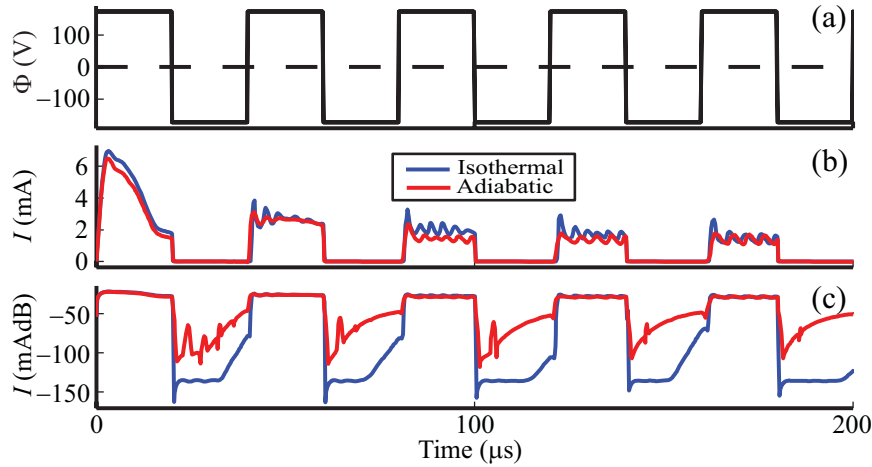 (a)
Φ (V)
100
0
−100
(b)
I (mA)
6
4
2
0
Isothermal
Adiabatic
(c)
I (mAdB)
−50
−100
−150
0
100
200
Time (μs)